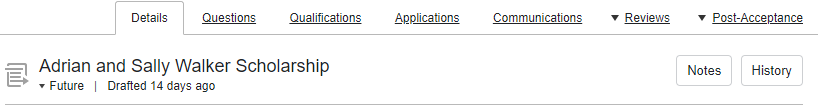 Details Questions Qualifications Applications Communications Reviews Post-Acceptance
Adrian and Sally Walker Scholarship Notes History
Future | Drafted 14 days ago